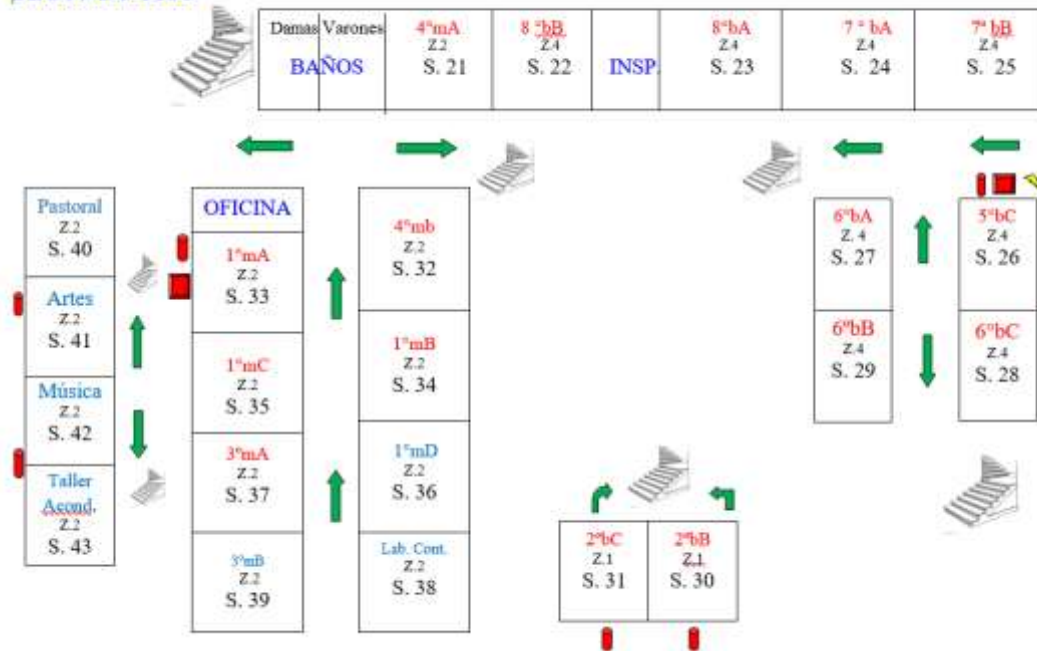 Damas Varones
BAÑOS
4°mA
Z.2
S. 21
8 °bB
Z.4
S. 22
INSP.
8°bA
Z.4
S. 23
7 ° bA
Z.4
S. 24
7° bB
Z.4
S. 25
Pastoral
Z.2
S. 40
Artes
Z.2
S. 41
Música
Z.2
S. 42
Taller
Acond.
Z.2
S. 43
OFICINA
1°mA
Z.2
S. 33
1°mC
Z.2
S. 35
3°mA
Z.2
S. 37
3°mB
Z.2
S. 39
4°mb
Z.2
S. 32
1°mB
Z.2
S. 34
1°mD
Z.2
S. 36
Lab. Cont.
Z.2
S. 38
2°bC
Z.1
S. 31
2°bB
Z.1
S. 30
6°bA
Z. 4
S. 27
6°bB
Z.4
S. 29
5°bC
Z.4
S. 26
6°bC
Z.4
S. 28